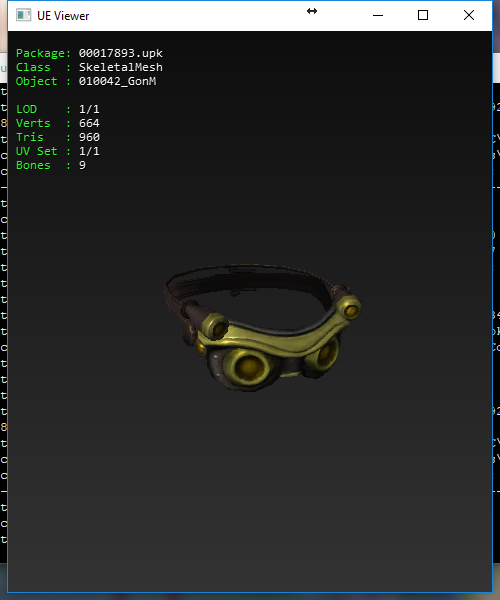 UE Viewer
Package: 00017893.upk
Class  : SkeletalMesh
Object : 010042_GonM
LOD    : 1/1
Verts  : 664
Tris   : 960
UV Set : 1/1
Bones  : 9